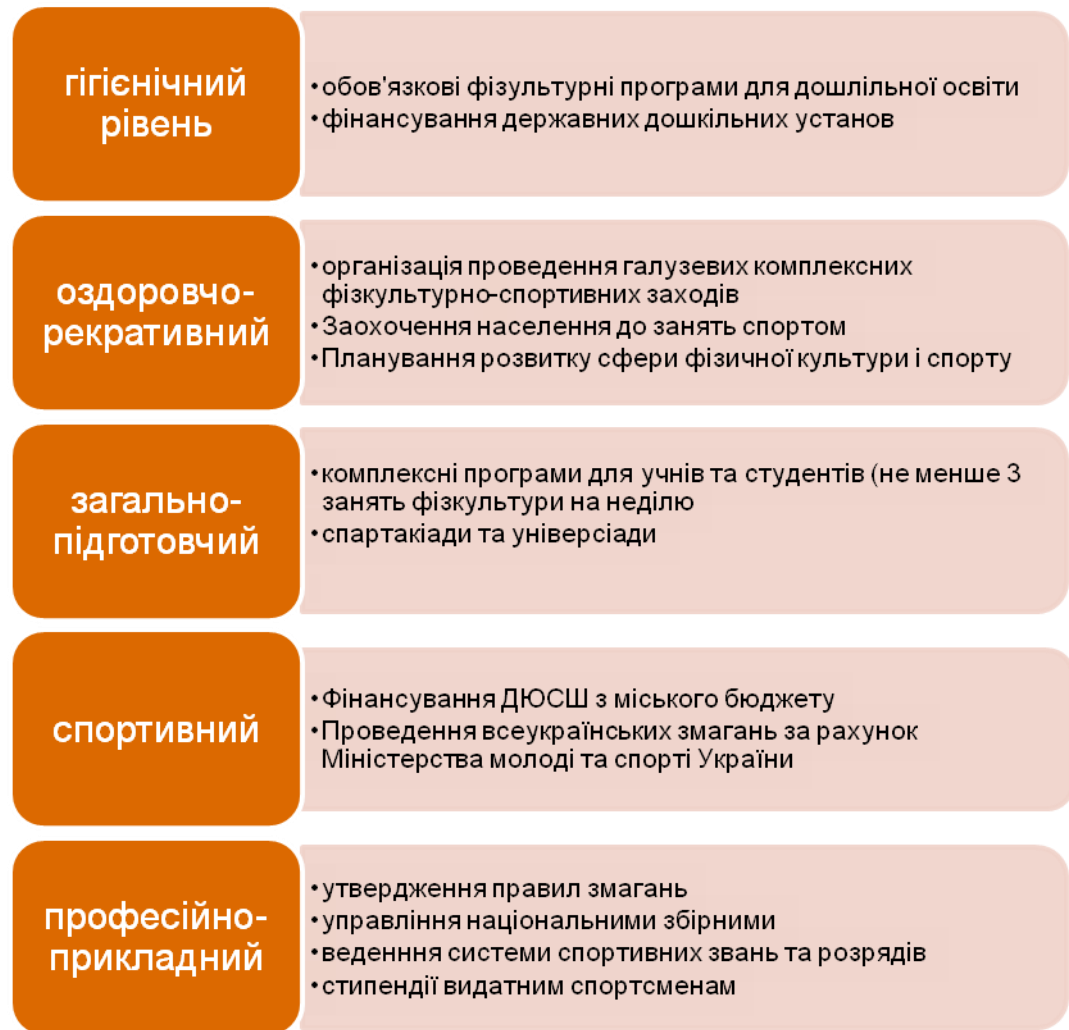 гігієнічний
рівень
•обов'язкові фізультурні програми для дошлільної освіти
•фінансування державних дошкільних установ
оздоровчо-
рекративний
•організація проведення галузевих комплексних
фізкультурно-спортивних заходів
•Заохочення населення до занять спортом
•Планування розвитку сфери фізичної культури і спорту
загально-
підготовчий
•комплексні програми для учнів та студентів (не менше 3
занять фізкультури на неділю
•спартакіади та універсіади
спортивний
•Фінансування ДЮСШ з міського бюджету
•Проведення всеукраїнських змагань за рахунок
Міністерства молоді та спорті України
професійно-
прикладний
•утвердження правил змагань
•управління національними збірними
•веденння системи спортивних звань та розрядів
•стипендії видатним спортсменам